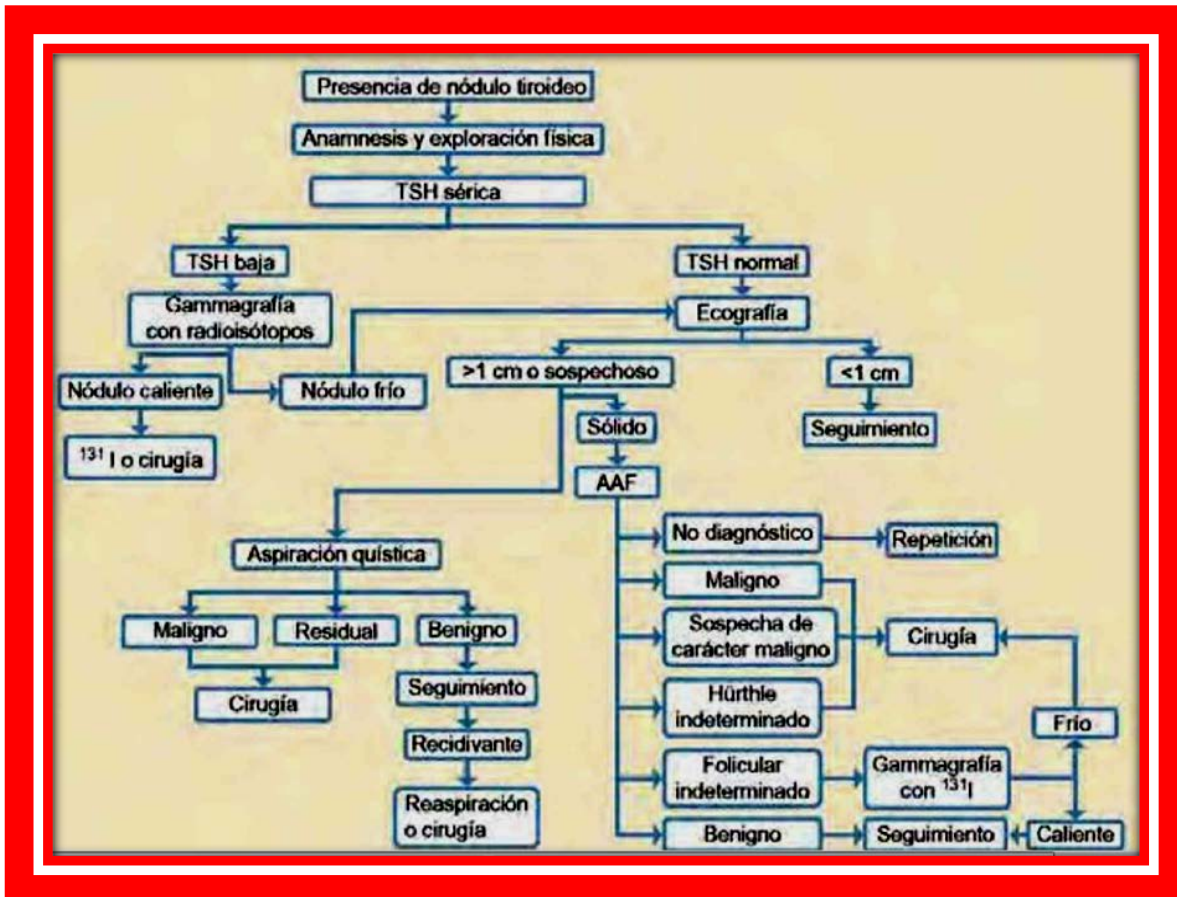 Presencia de nódulo tiroideo
Anamnesis y exploración física
TSH sérica
TSH baja
TSH normal
Gammagrafía
con radioisótopos
Ecografía
Nódulo caliente
Nódulo frío
>1 cm o sospechoso
<1 cm
131 I o cirugía
Sólido
Seguimiento
AAF
Aspiración quística
No diagnóstico
Repetición
Maligno
Residual
Benigno
Maligno
Sospecha de
carácter maligno
Cirugía
Cirugía
Seguimiento
Hürthle
indeterminado
Recidivante
Frío
Reaspiración
o cirugía
Folicular
indeterminado
Gammagrafía
con 131I
Benigno
Seguimiento
Caliente